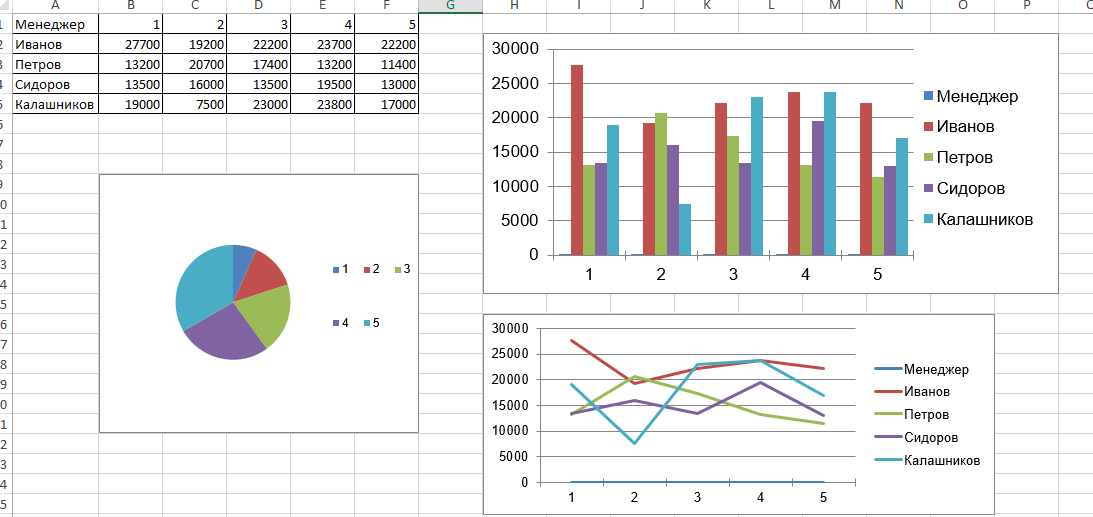 A B C D E F G H I J K L M N O P
Менеджер 1 2 3 4 5
Иванов 27700 19200 22200 23700 22200
Петров 13200 20700 17400 13200 11400
Сидоров 13500 16000 13500 19500 13000
Калашников 19000 7500 23000 23800 17000
1 2 3
4 5
30000
25000
20000
15000
10000
5000
0
1 2 3 4 5
Менеджер
Иванов
Петров
Сидоров
Калашников
30000
25000
20000
15000
10000
5000
0
1 2 3 4 5
Менеджер
Иванов
Петров
Сидоров
Калашников